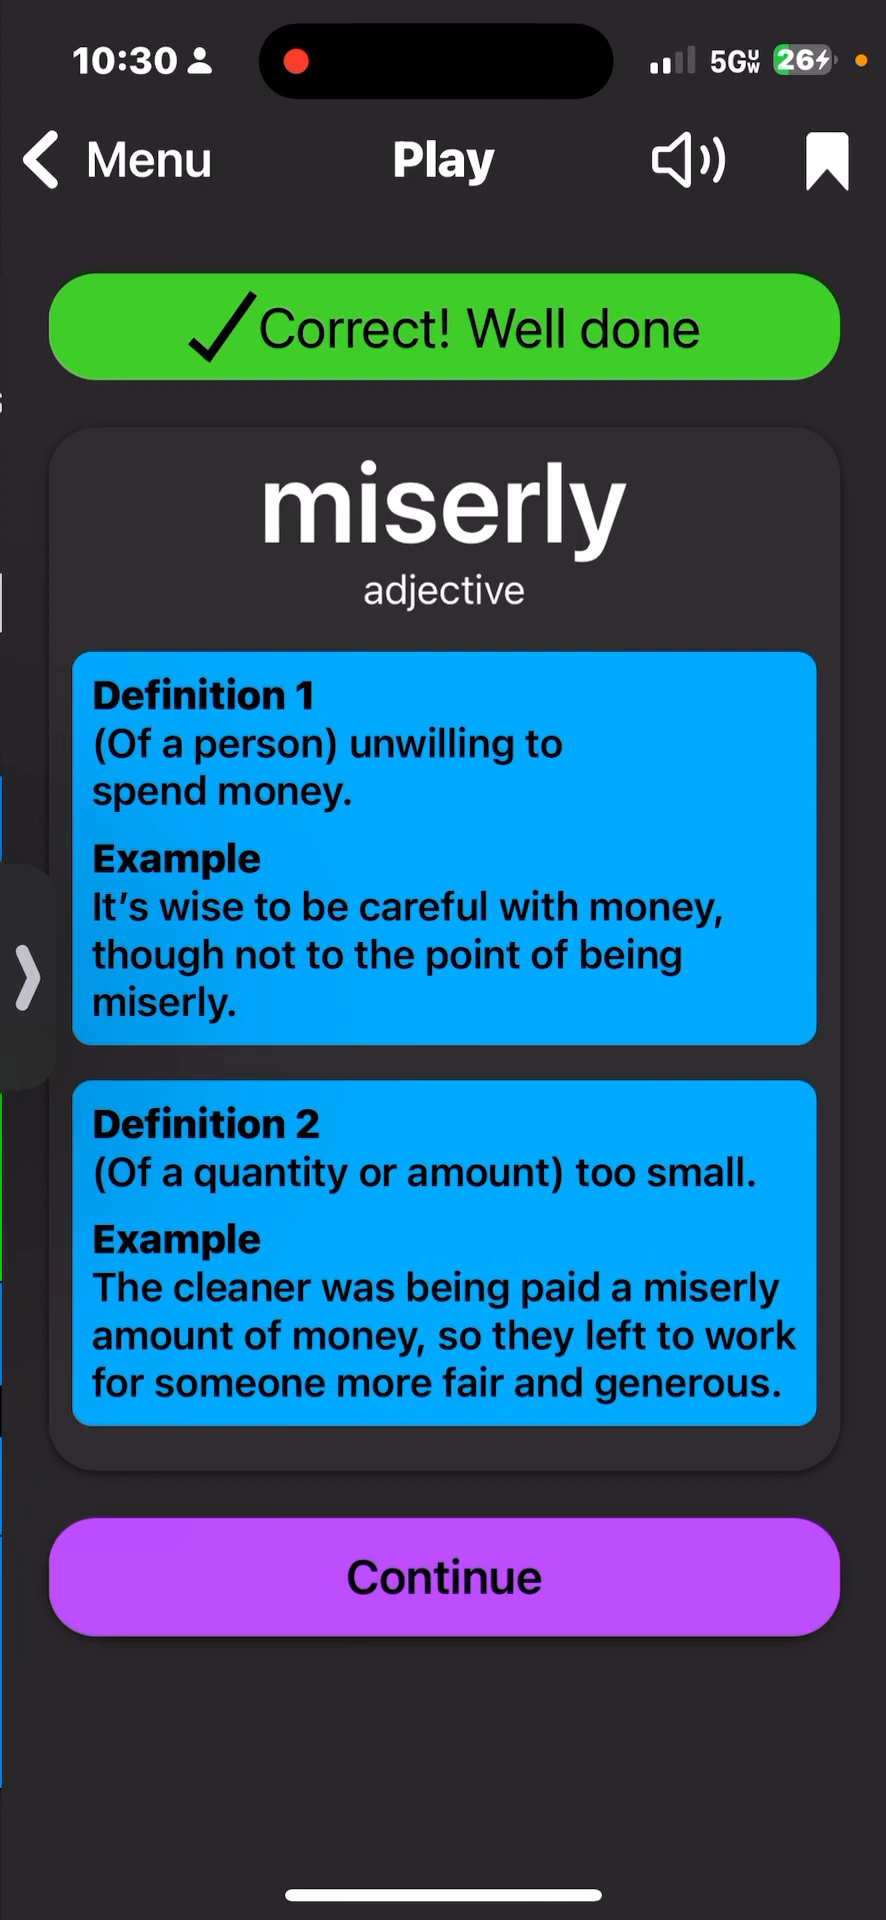 10:30
5GUW 26
Menu Play
Correct! Well done
miserly
adjective
Definition 1
(Of a person) unwilling to
spend money.
Example
It’s wise to be careful with money,
though not to the point of being
miserly.
Definition 2
(Of a quantity or amount) too small.
Example
The cleaner was being paid a miserly
amount of money, so they left to work
for someone more fair and generous.
Continue